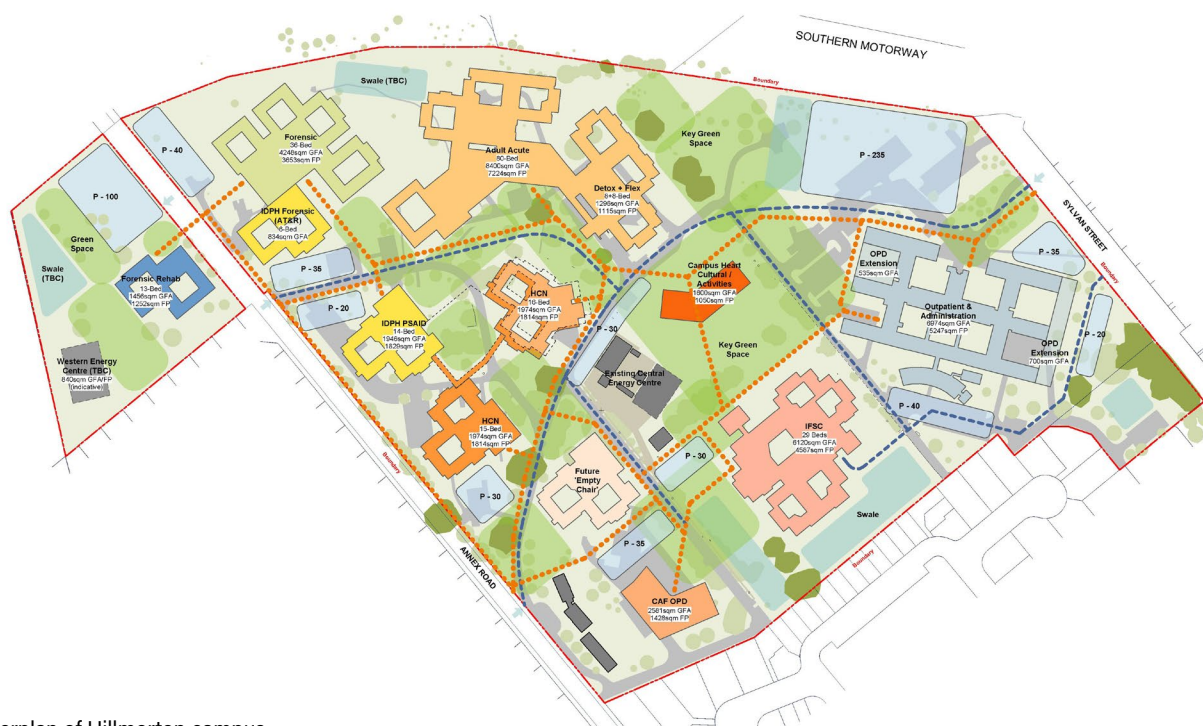 SOUTHERN MOTORWAY
Boundary
Swale (TBC)
P - 40
Forensic
36-Bed
4248sqm GFA
3653sqm FP
Adult Acute
80-Bed
8400sqm GFA
7224sqm FP
Key Green
Space
P - 235
P - 100
Detox + Flex
8+8-Bed
1296sqm GFA
1115sqm FP
IDPH Forensic
(AT&R)
6-Bed
834sqm GFA
SYLVAN STREET
Green
Space
Swale
(TBC)
P - 35
P - 35
Boundary
Forensic Rehab
13-Bed
1456sqm GFA
1252sqm FP
OPD
Extension
535sqm GFA
Campus Heart
Cultural /
Activities
1600sqm GFA
1050sqm FP
HCN
16-Bed
1974sqm GFA
1814sqm FP
P - 20
Outpatient &
Administration
6974sqm GFA
5247sqm FP
IDPH PSAID
14-Bed
1946sqm GFA
1829sqm FP
P - 30
P - 20
Key Green
Space
OPD
Extension
700sqm GFA
Western Energy
Centre (TBC)
840sqm GFA/FP
(indicative)
Existing Central
Energy Centre
P - 40
HCN
15-Bed
1974sqm GFA
1814sqm FP
IFSC
29 Beds
6120sqm GFA
4567sqm FP
Boundary
P - 30
Future
'Empty
Chair'
P - 30
Swale
P - 35
ANNEX ROAD
Boundary
CAF OPD
2581sqm GFA
1428sqm FP